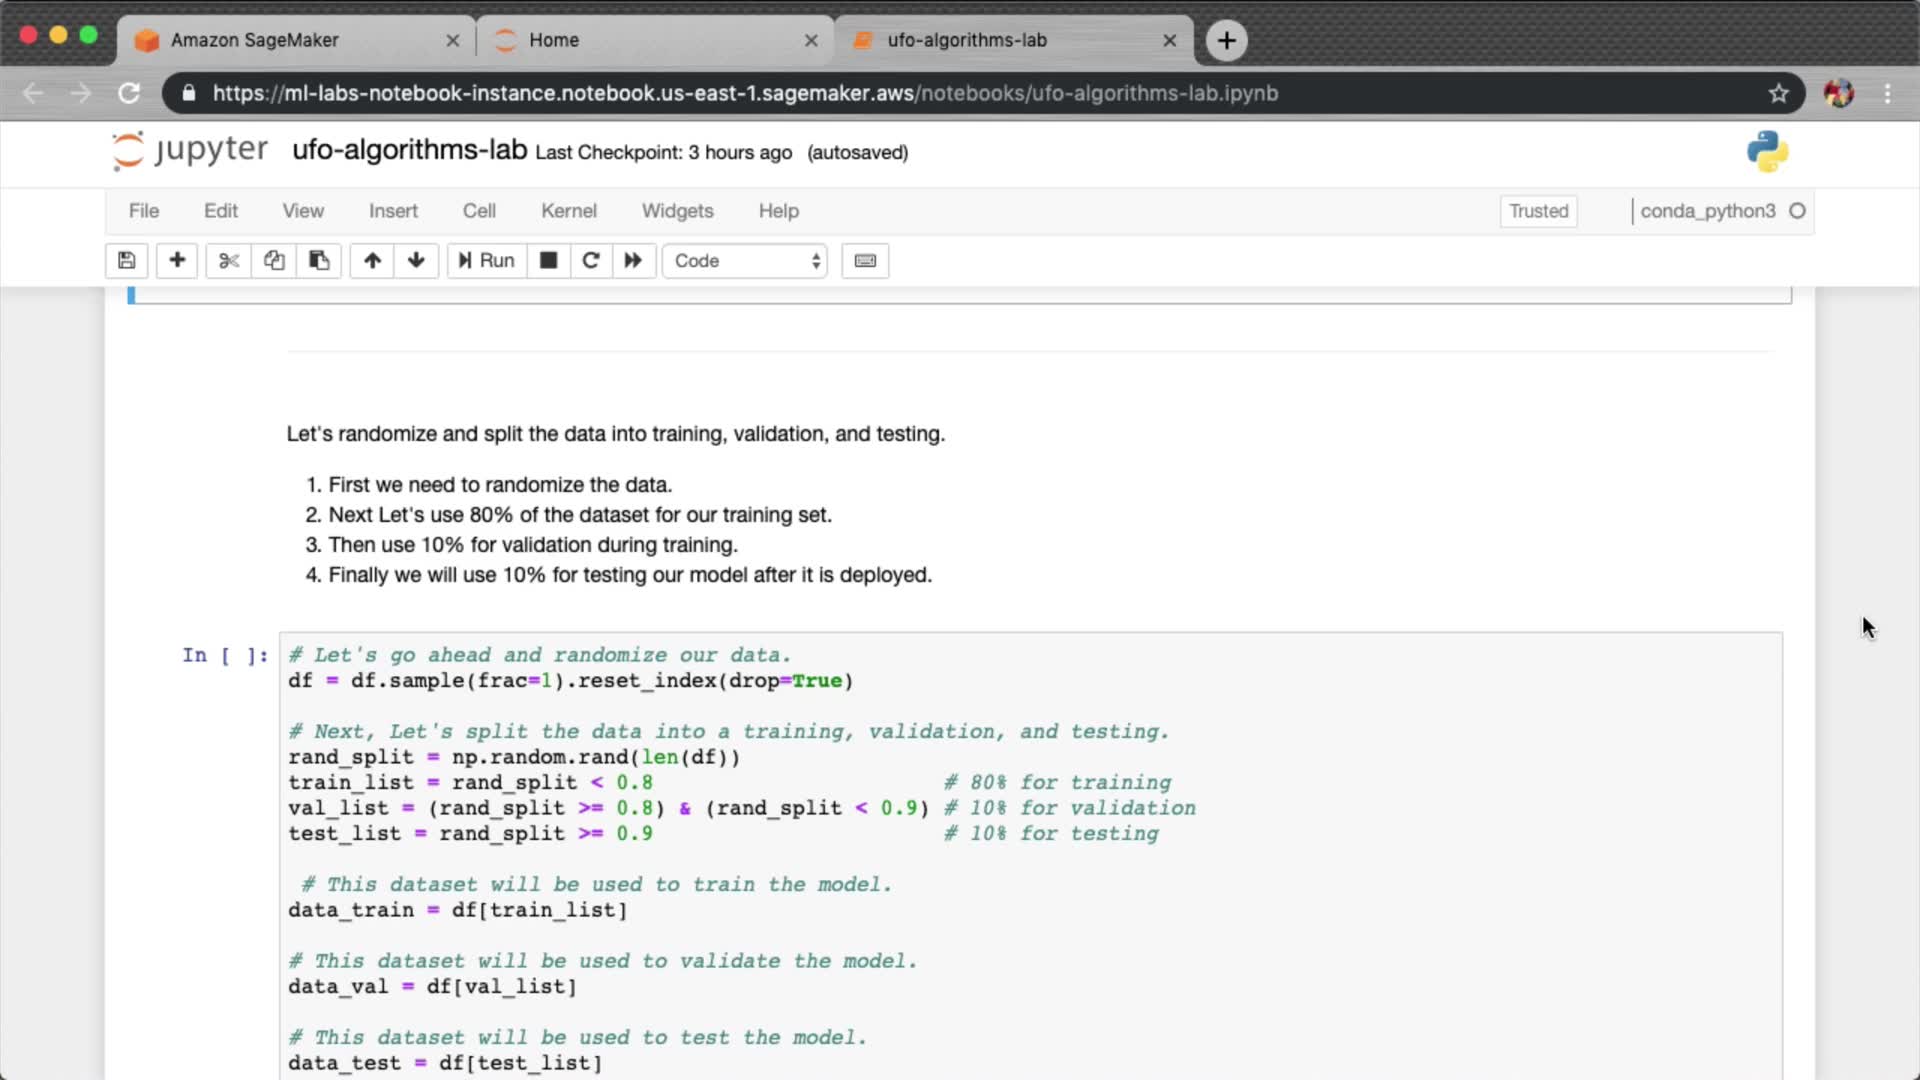 Amazon SageMaker
Home
ufo-algorithms-lab
https://ml-labs-notebook-instance.notebook.us-east-1.sagemaker.aws/notebooks/ufo-algorithms-lab.ipynb
jupyter ufo-algorithms-lab Last Checkpoint: 3 hours ago (autosaved)
File Edit View Insert Cell Kernel Widgets Help Trusted conda_python3
Run Code
Let's randomize and split the data into training, validation, and testing.
1. First we need to randomize the data.
2. Next Let's use 80% of the dataset for our training set.
3. Then use 10% for validation during training.
4. Finally we will use 10% for testing our model after it is deployed.
In [ ]: # Let's go ahead and randomize our data.
df = df.sample(frac=1).reset_index(drop=True)
# Next, Let's split the data into a training, validation, and testing.
rand_split = np.random.rand(len(df))
train_list = rand_split < 0.8 # 80% for training
val_list = (rand_split >= 0.8) & (rand_split < 0.9) # 10% for validation
test_list = rand_split >= 0.9 # 10% for testing
# This dataset will be used to train the model.
data_train = df[train_list]
# This dataset will be used to validate the model.
data_val = df[val_list]
# This dataset will be used to test the model.
data_test = df[test_list]